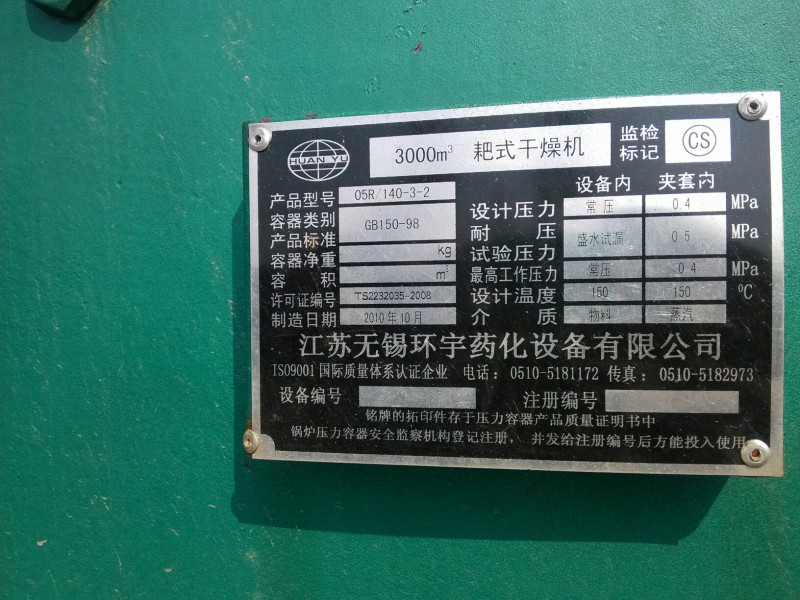 HUAN YU
3000m³ 耙式干燥机
监检
标记
CS
设备内 夹套内
产品型号 05R/140-3-2
设计压力 常压 0.4 MPa
容器类别
产品标准 GB150-98
耐压
试验压力 盛水试漏 0.5 MPa
容器净重 kg
最高工作压力 常压 0.4 MPa
容积 m³
设计温度 150 150 ℃
许可证编号 TS2232035-2008
介质 物料 蒸汽
制造日期 2010年10月
江苏无锡环宇药化设备有限公司
ISO9001国际质量体系认证企业 电话：0510-5181172 传真：0510-5182973
设备编号 注册编号
铭牌的拓印件存于压力容器产品质量证明书中
锅炉压力容器安全监察机构登记注册，并发给注册编号后方能投入使用